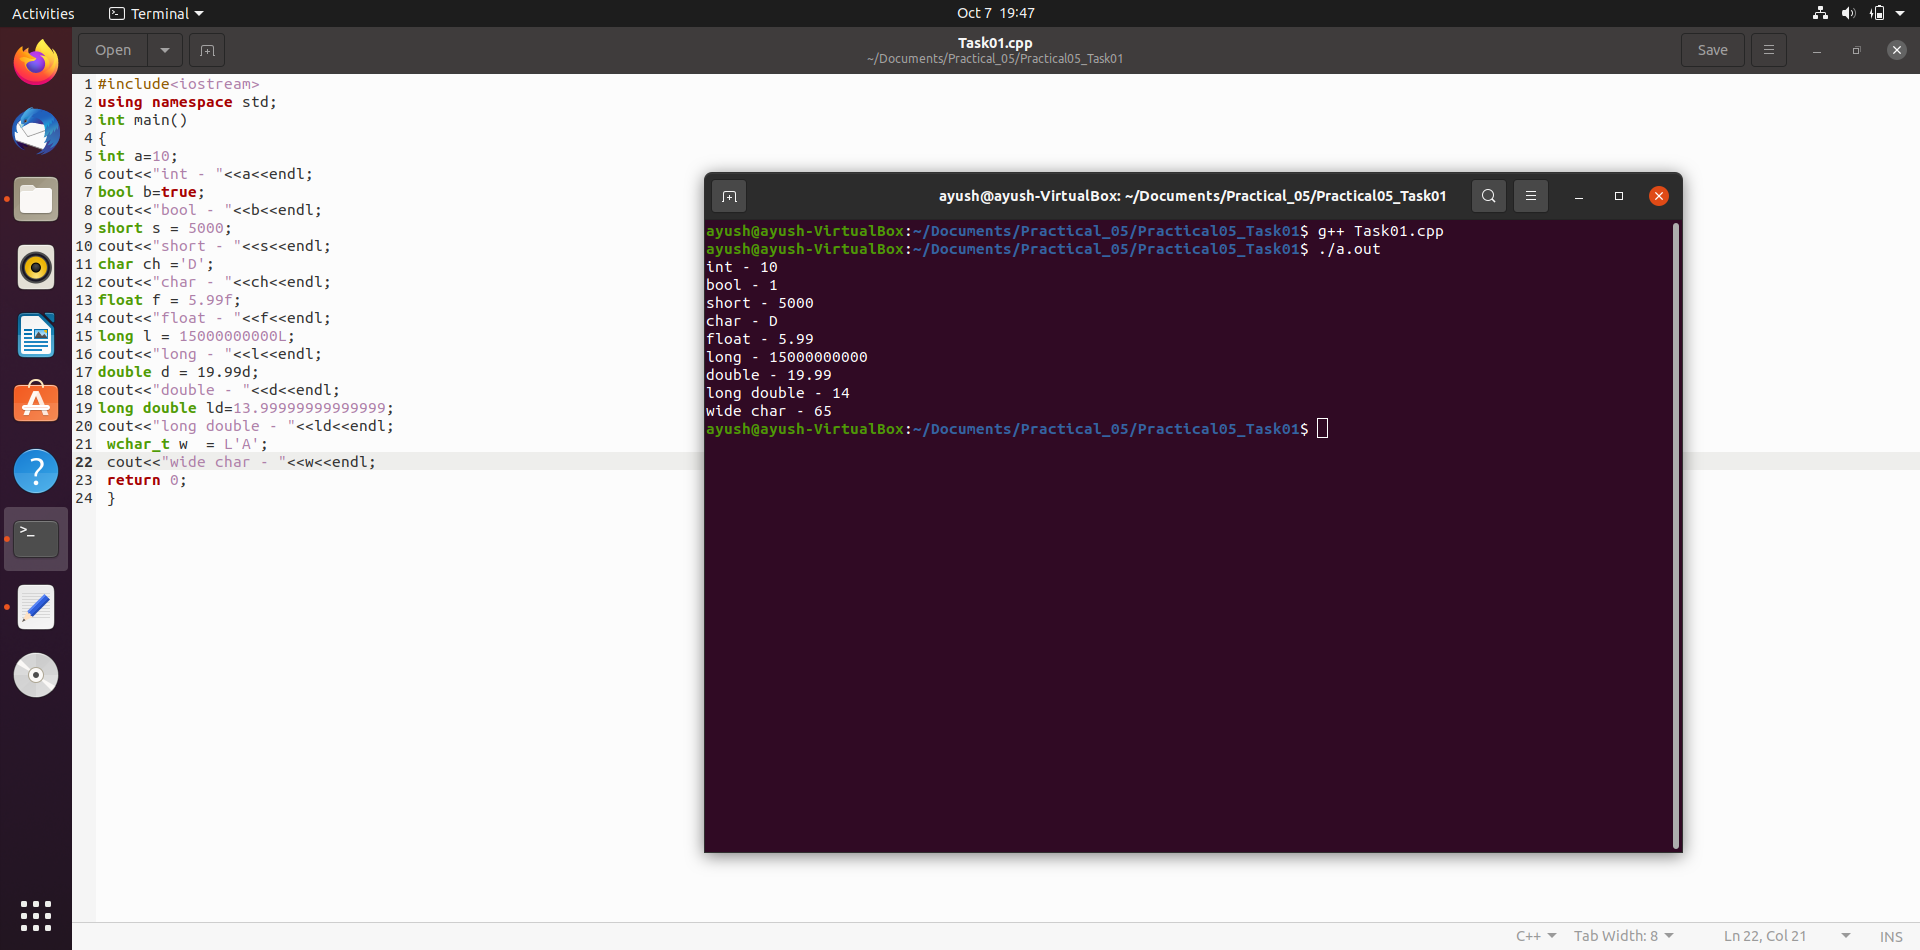 Activities
Terminal
Oct 7 19:47
Open
Task01.cpp
~/Documents/Practical_05/Practical05_Task01
Save
1 #include<iostream>
2 using namespace std;
3 int main()
4 {
5 int a=10;
6 cout<<"int - "<<a<<endl;
7 bool b=true;
8 cout<<"bool - "<<b<<endl;
9 short s = 5000;
10 cout<<"short - "<<s<<endl;
11 char ch ='D';
12 cout<<"char - "<<ch<<endl;
13 float f = 5.99f;
14 cout<<"float - "<<f<<endl;
15 long l = 15000000000L;
16 cout<<"long - "<<l<<endl;
17 double d = 19.99d;
18 cout<<"double - "<<d<<endl;
19 long double ld=13.99999999999999;
20 cout<<"long double - "<<ld<<endl;
21  wchar_t w  = L'A';
22  cout<<"wide char - "<<w<<endl;
23  return 0;
24  }
ayush@ayush-VirtualBox: ~/Documents/Practical_05/Practical05_Task01
ayush@ayush-VirtualBox:~/Documents/Practical_05/Practical05_Task01$ g++ Task01.cpp
ayush@ayush-VirtualBox:~/Documents/Practical_05/Practical05_Task01$ ./a.out
int - 10
bool - 1
short - 5000
char - D
float - 5.99
long - 15000000000
double - 19.99
long double - 14
wide char - 65
ayush@ayush-VirtualBox:~/Documents/Practical_05/Practical05_Task01$
C++
Tab Width: 8
Ln 22, Col 21
INS